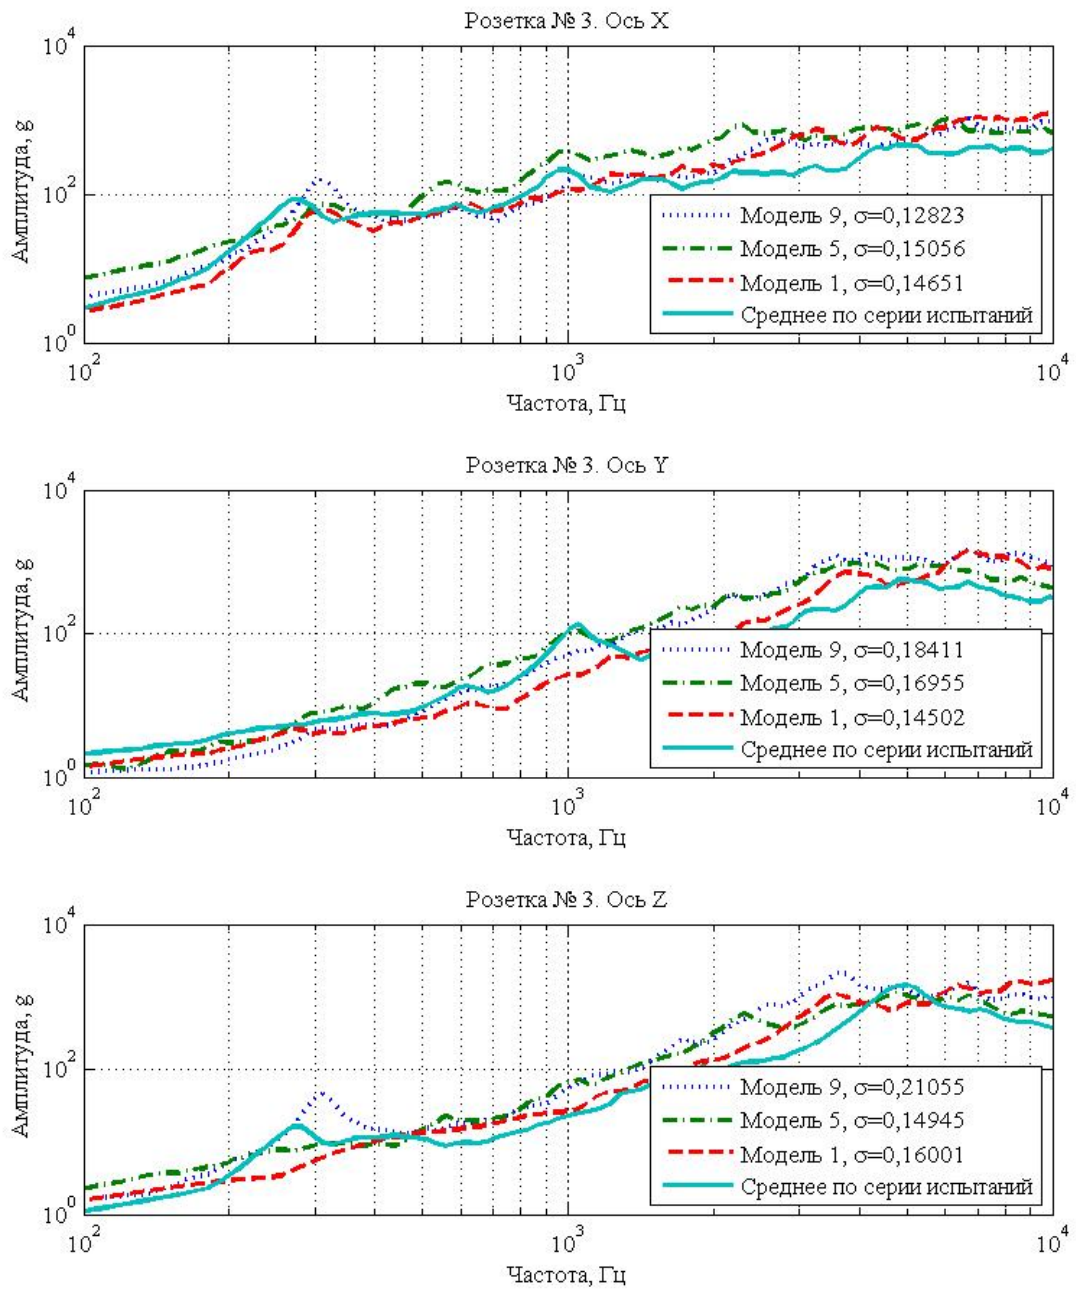 Розетка № 3. Ось X
10^4
10^2
10^0
Амплитуда, g
Модель 9, σ=0,12823
Модель 5, σ=0,15056
Модель 1, σ=0,14651
Среднее по серии испытаний
10^2
10^3
10^4
Частота, Гц
Розетка № 3. Ось Y
10^4
10^2
10^0
Амплитуда, g
Модель 9, σ=0,18411
Модель 5, σ=0,16955
Модель 1, σ=0,14502
Среднее по серии испытаний
10^2
10^3
10^4
Частота, Гц
Розетка № 3. Ось Z
10^4
10^2
10^0
Амплитуда, g
Модель 9, σ=0,21055
Модель 5, σ=0,14945
Модель 1, σ=0,16001
Среднее по серии испытаний
10^2
10^3
10^4
Частота, Гц